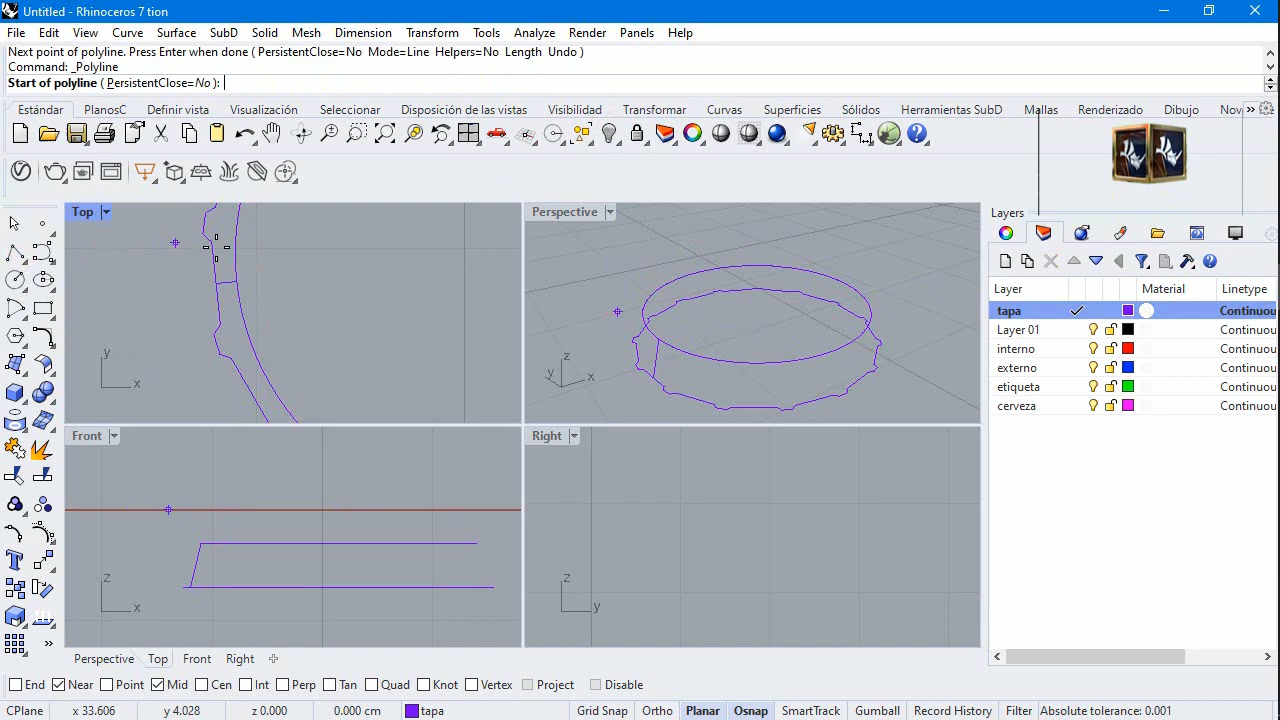 Untitled - Rhinoceros 7 tion
File Edit View Curve Surface SubD Solid Mesh Dimension Transform Tools Analyze Render Panels Help
Next point of polyline. Press Enter when done ( PersistentClose=No Mode=Line Helpers=No Length Undo )
Command: _Polyline
Start of polyline ( PersistentClose=No ):
Estándar PlanosC Definir vista Visualización Seleccionar Disposición de las vistas Visibilidad Transformar Curvas Superficies Sólidos Herramientas SubD Mallas Renderizado Dibujo Nov »
Top
Perspective
Layers
Layer Material Linetype
tapa Continuou
Layer 01 Continuou
interno Continuou
externo Continuou
etiqueta Continuou
cerveza Continuou
y
x
z
y x
Front
Right
z
x
z
y
»
Perspective Top Front Right
End Near Point Mid Cen Int Perp Tan Quad Knot Vertex Project Disable
CPlane x 33.606 y 4.028 z 0.000 0.000 cm tapa Grid Snap Ortho Planar Osnap SmartTrack Gumball Record History Filter Absolute tolerance: 0.001